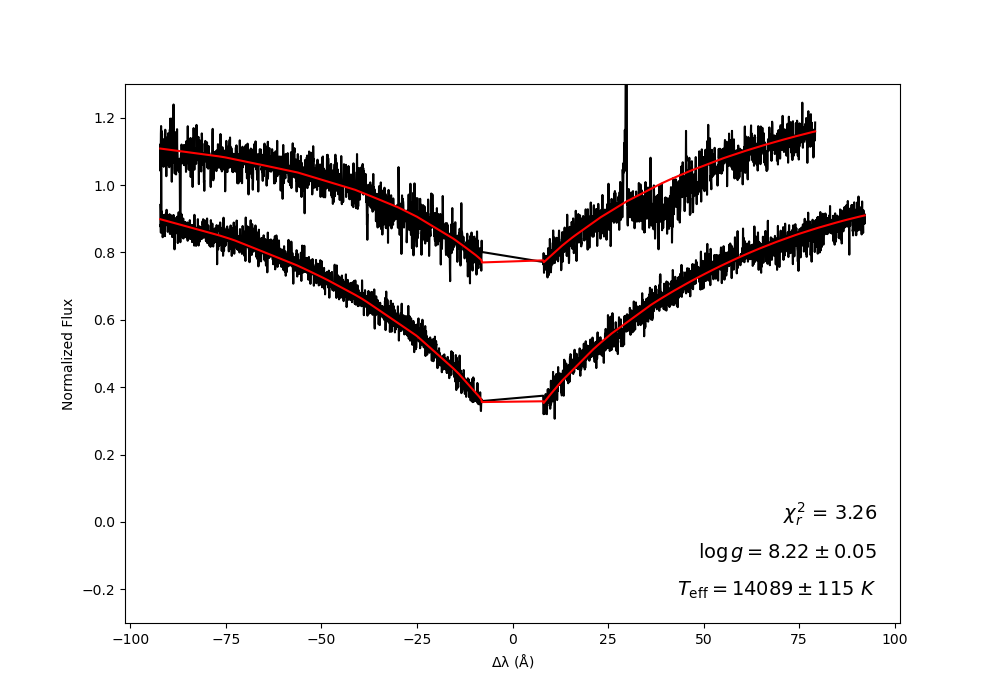 1.2
1.0
0.8
0.6
0.4
0.2
0.0
−0.2
Normalized Flux
χ²ᵣ = 3.26
log g = 8.22 ± 0.05
T_eff = 14089 ± 115 K
−100 −75 −50 −25 0 25 50 75 100
Δλ (Å)